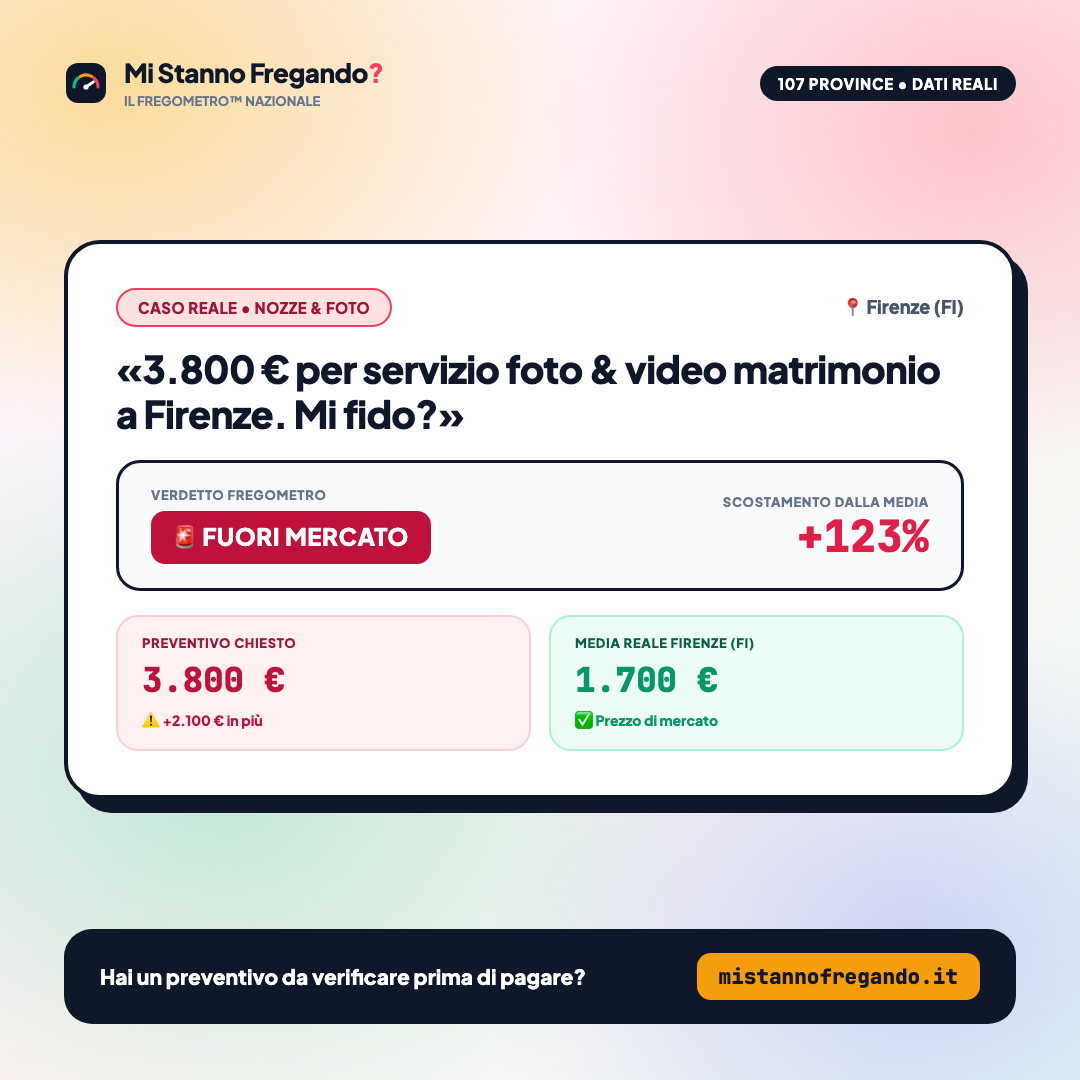 Mi Stanno Fregando?
IL FREGOMETRO™ NAZIONALE
107 PROVINCE ● DATI REALI
CASO REALE ● NOZZE & FOTO
📍 Firenze (FI)
«3.800 € per servizio foto & video matrimonio
a Firenze. Mi fido?»
VERDETTO FREGOMETRO
🚨 FUORI MERCATO
SCOSTAMENTO DALLA MEDIA
+123%
PREVENTIVO CHIESTO
3.800 €
⚠️ +2.100 € in più
MEDIA REALE FIRENZE (FI)
1.700 €
✅ Prezzo di mercato
Hai un preventivo da verificare prima di pagare?
mistannofregando.it